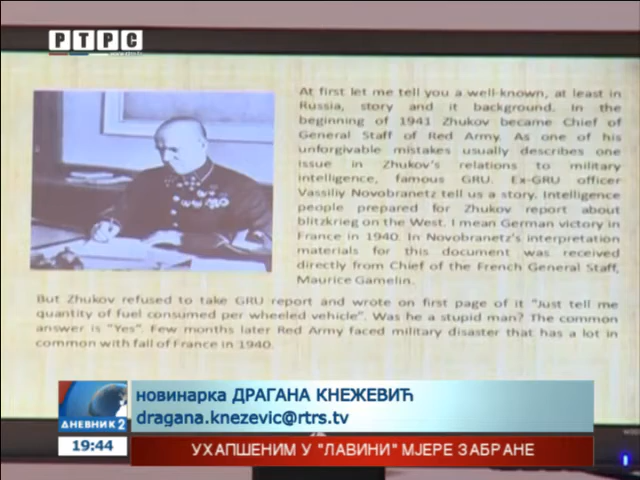 РТРС
At first let me tell you a well-known, at least in
Russia, story and it background. In the
beginning of 1941 Zhukov became Chief of
General Staff of Red Army. As one of his
unforgivable mistakes usually describes one
issue in Zhukov's relations to military
intelligence, famous GRU. Ex-GRU officer
Vassiliy Novobranetz tell us a story. Intelligence
people prepared for Zhukov report about
blitzkrieg on the West. I mean German victory in
France in 1940. In Novobranetz's interpretation
materials for this document was received
directly from Chief of the French General Staff,
Maurice Gamelin.
But Zhukov refused to take GRU report and wrote on first page of it "Just tell me
quantity of fuel consumed per wheeled vehicle". Was he a stupid man? The common
answer is "Yes". Few months later Red Army faced military disaster that has a lot in
common with fall of France in 1940.
новинарка ДРАГАНА КНЕЖЕВИЋ
dragana.knezevic@rtrs.tv
ДНЕВНИК 2
19:44
УХАПШЕНИМ У "ЛАВИНИ" МЈЕРЕ ЗАБРАНЕ